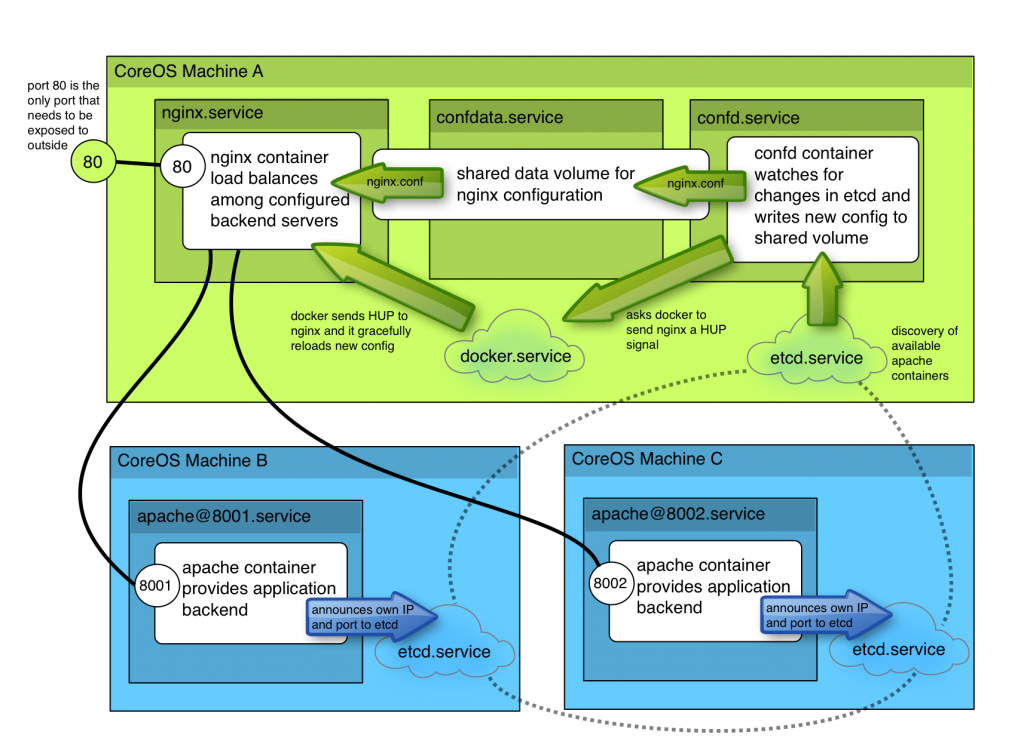 CoreOS Machine A
port 80 is the
only port that
needs to be
exposed to
outside
80
nginx.service
80
nginx container
load balances
among configured
backend servers
nginx.conf
confdata.service
shared data volume for
nginx configuration
nginx.conf
confd.service
confd container
watches for
changes in etcd and
writes new config to
shared volume
docker sends HUP to
nginx and it gracefully
reloads new config
docker.service
asks docker to
send nginx a HUP
signal
etcd.service
discovery of
available
apache
containers
CoreOS Machine B
apache@8001.service
8001
apache container
provides application
backend
announces own IP
and port to etcd
etcd.service
CoreOS Machine C
apache@8002.service
8002
apache container
provides application
backend
announces own IP
and port to etcd
etcd.service